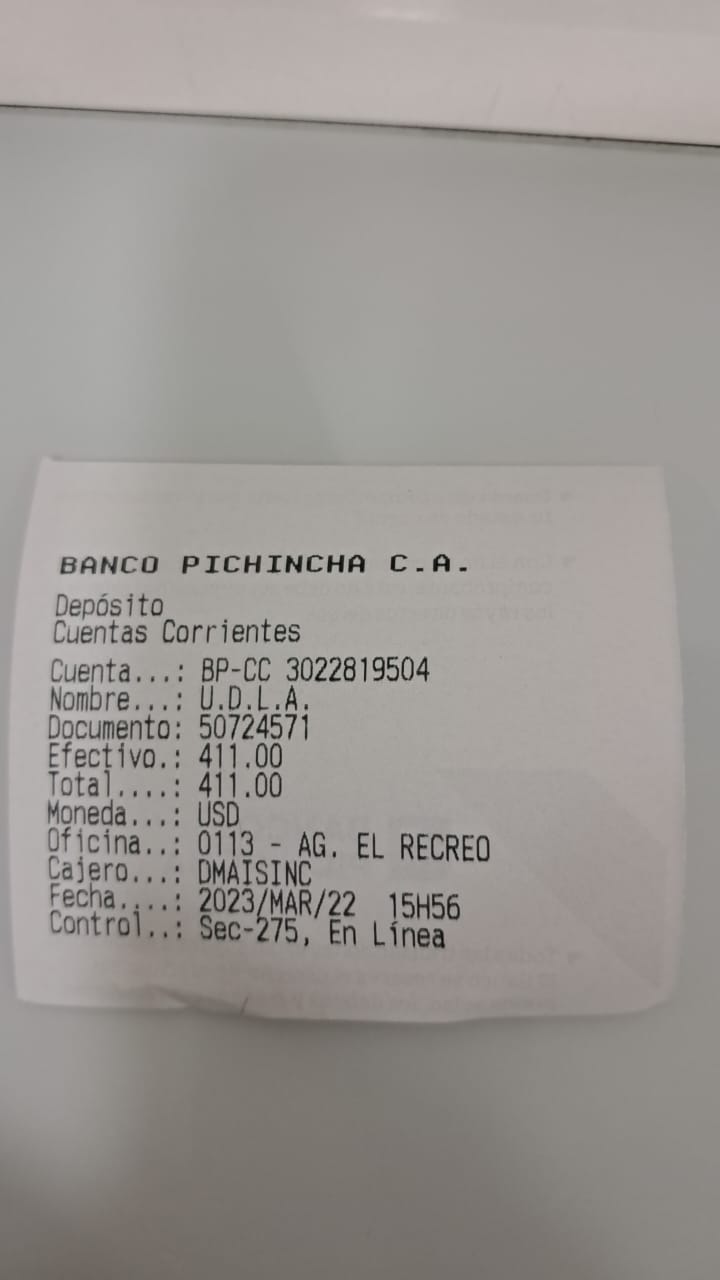 BANCO PICHINCHA C.A.
Depósito
Cuentas Corrientes
Cuenta...: BP-CC 3022819504
Nombre...: U.D.L.A.
Documento: 50724571
Efectivo.: 411.00
Total....: 411.00
Moneda...: USD
Oficina..: 0113 - AG. EL RECREO
Cajero...: DMAISINC
Fecha....: 2023/MAR/22 15H56
Control..: Sec-275, En Línea